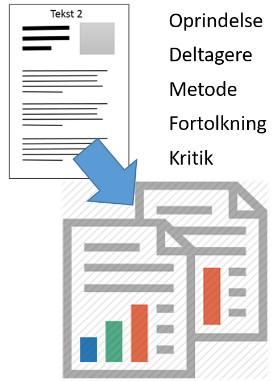 Tekst 2
Oprindelse
Deltagere
Metode
Fortolkning
Kritik